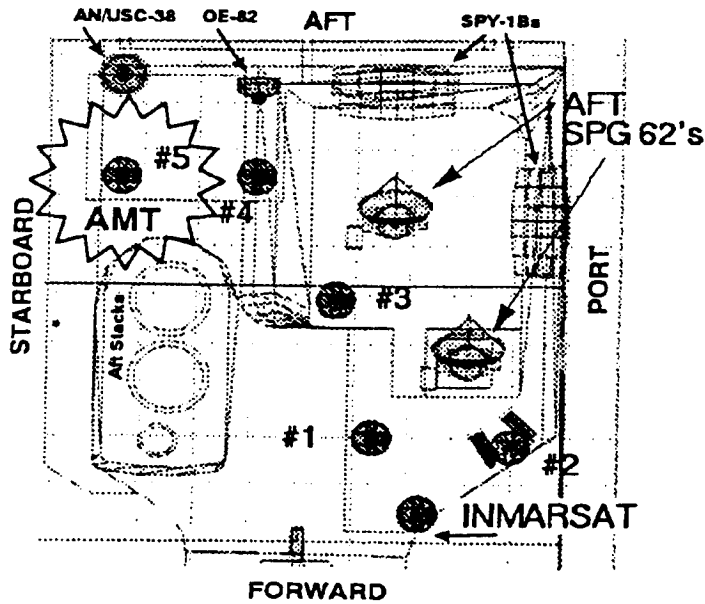 AN/USC-38
OE-82
AFT
SPY-1Bs
AFT
SPG 62's
#5
#4
AMT
STARBOARD
#3
PORT
Aft Stacks
#1
#2
INMARSAT
FORWARD